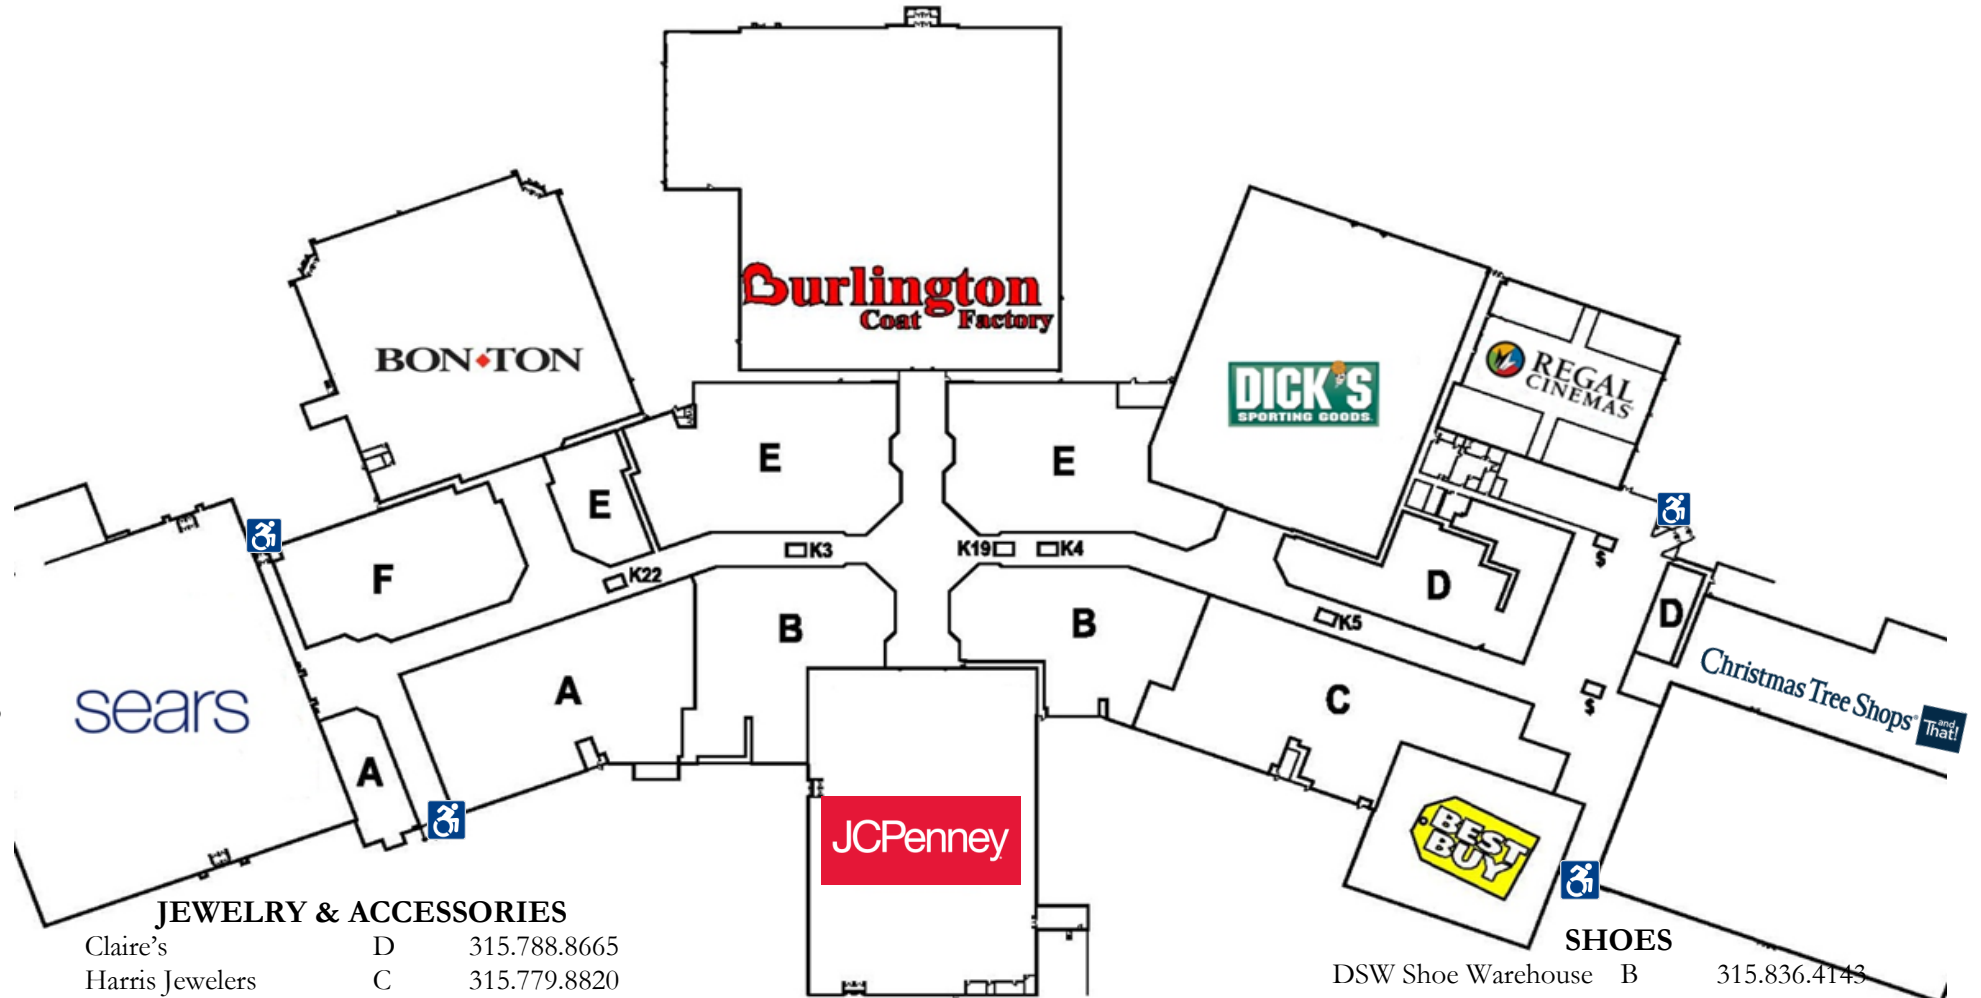 Burlington
Coat Factory
BON•TON
DICK'S
SPORTING GOODS
REGAL
CINEMAS
E
E
E
K3
K19
K4
K22
F
D
$
D
K5
B
B
A
C
$
Christmas Tree Shops and That!
sears
A
JCPenney
BEST
BUY
JEWELRY & ACCESSORIES
Claire's D 315.788.8665
Harris Jewelers C 315.779.8820
SHOES
DSW Shoe Warehouse B 315.836.4143